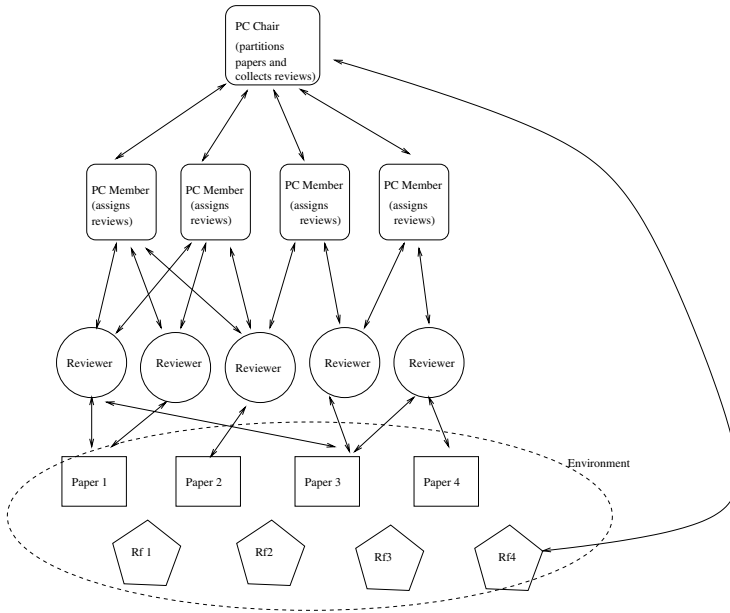 PC Chair
(partitions
papers and
collects reviews)
PC Member
(assigns
reviews)
PC Member
(assigns
reviews)
PC Member
(assigns
reviews)
PC Member
(assigns
reviews)
Reviewer
Reviewer
Reviewer
Reviewer
Reviewer
Environment
Paper 1
Paper 2
Paper 3
Paper 4
Rf 1
Rf2
Rf3
Rf4